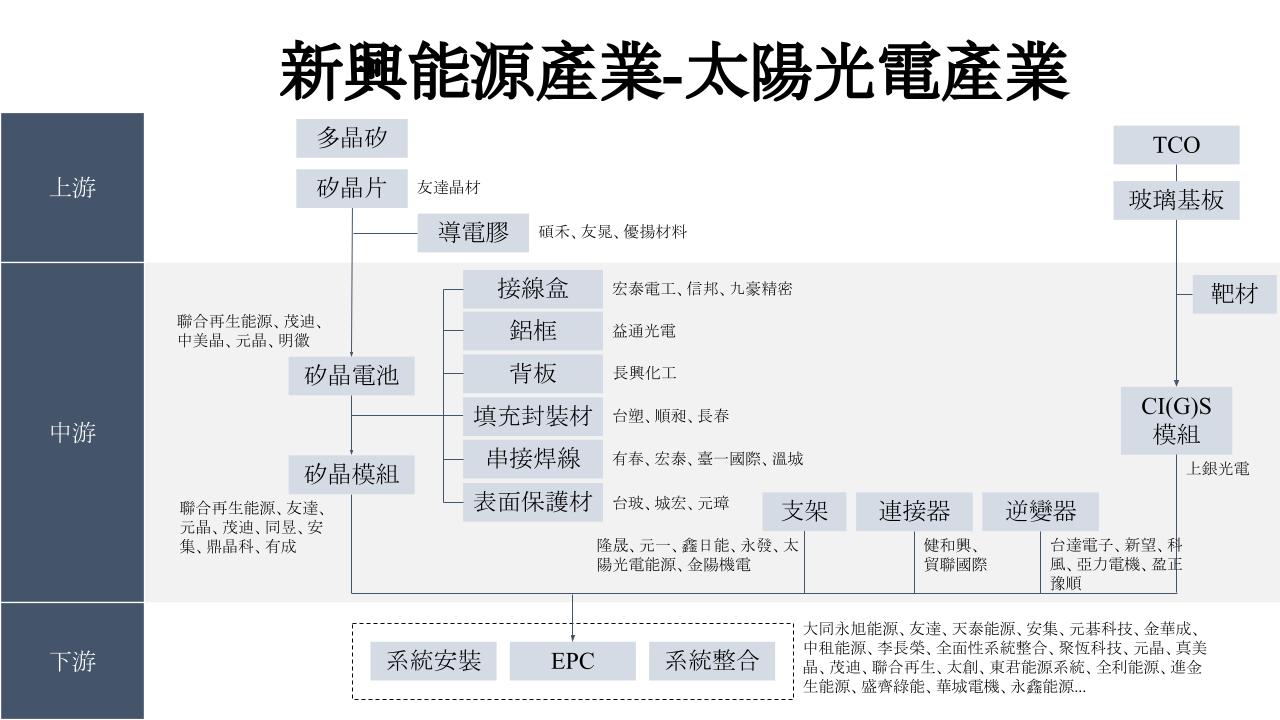 新興能源產業-太陽光電產業
上游
多晶矽
矽晶片
友達晶材
導電膠
碩禾、友晁、優揚材料
TCO
玻璃基板
中游
接線盒
宏泰電工、信邦、九豪精密
鋁框
益通光電
背板
長興化工
填充封裝材
台塑、順昶、長春
串接焊線
有春、宏泰、臺一國際、溫城
表面保護材
台玻、城宏、元璋
聯合再生能源、茂迪、
中美晶、元晶、明徽
矽晶電池
矽晶模組
聯合再生能源、友達、
元晶、茂迪、同昱、安
集、鼎晶科、有成
靶材
CI(G)S
模組
上銀光電
支架
隆晟、元一、鑫日能、永發、太
陽光電能源、金陽機電
連接器
健和興、
貿聯國際
逆變器
台達電子、新望、科
風、亞力電機、盈正
豫順
下游
系統安裝
EPC
系統整合
大同永旭能源、友達、天泰能源、安集、元碁科技、金華成、
中租能源、李長榮、全面性系統整合、聚恆科技、元晶、真美
晶、茂迪、聯合再生、太創、東君能源系統、全利能源、進金
生能源、盛齊綠能、華城電機、永鑫能源...